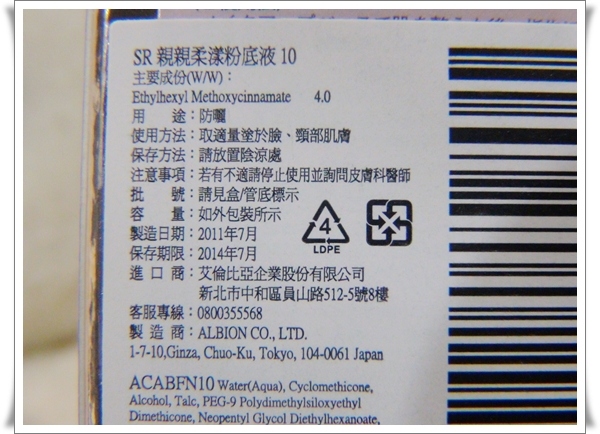 SR 親親柔漾粉底液 10
主要成份(W/W)：
Ethylhexyl Methoxycinnamate 4.0
用 途：防曬
使用方法：取適量塗於臉、頸部肌膚
保存方法：請放置陰涼處
注意事項：若有不適請停止使用並詢問皮膚科醫師
批 號：請見盒/管底標示
容 量：如外包裝所示
製造日期：2011年7月
保存期限：2014年7月
4
LDPE
進 口 商：艾倫比亞企業股份有限公司
新北市中和區員山路512-5號8樓
客服專線：0800355568
製 造 商：ALBION CO., LTD.
1-7-10,Ginza, Chuo-Ku, Tokyo, 104-0061 Japan
ACABFN10 Water(Aqua), Cyclomethicone,
Alcohol, Talc, PEG-9 Polydimethylsiloxyethyl
Dimethicone, Neopentyl Glycol Diethylhexanoate,